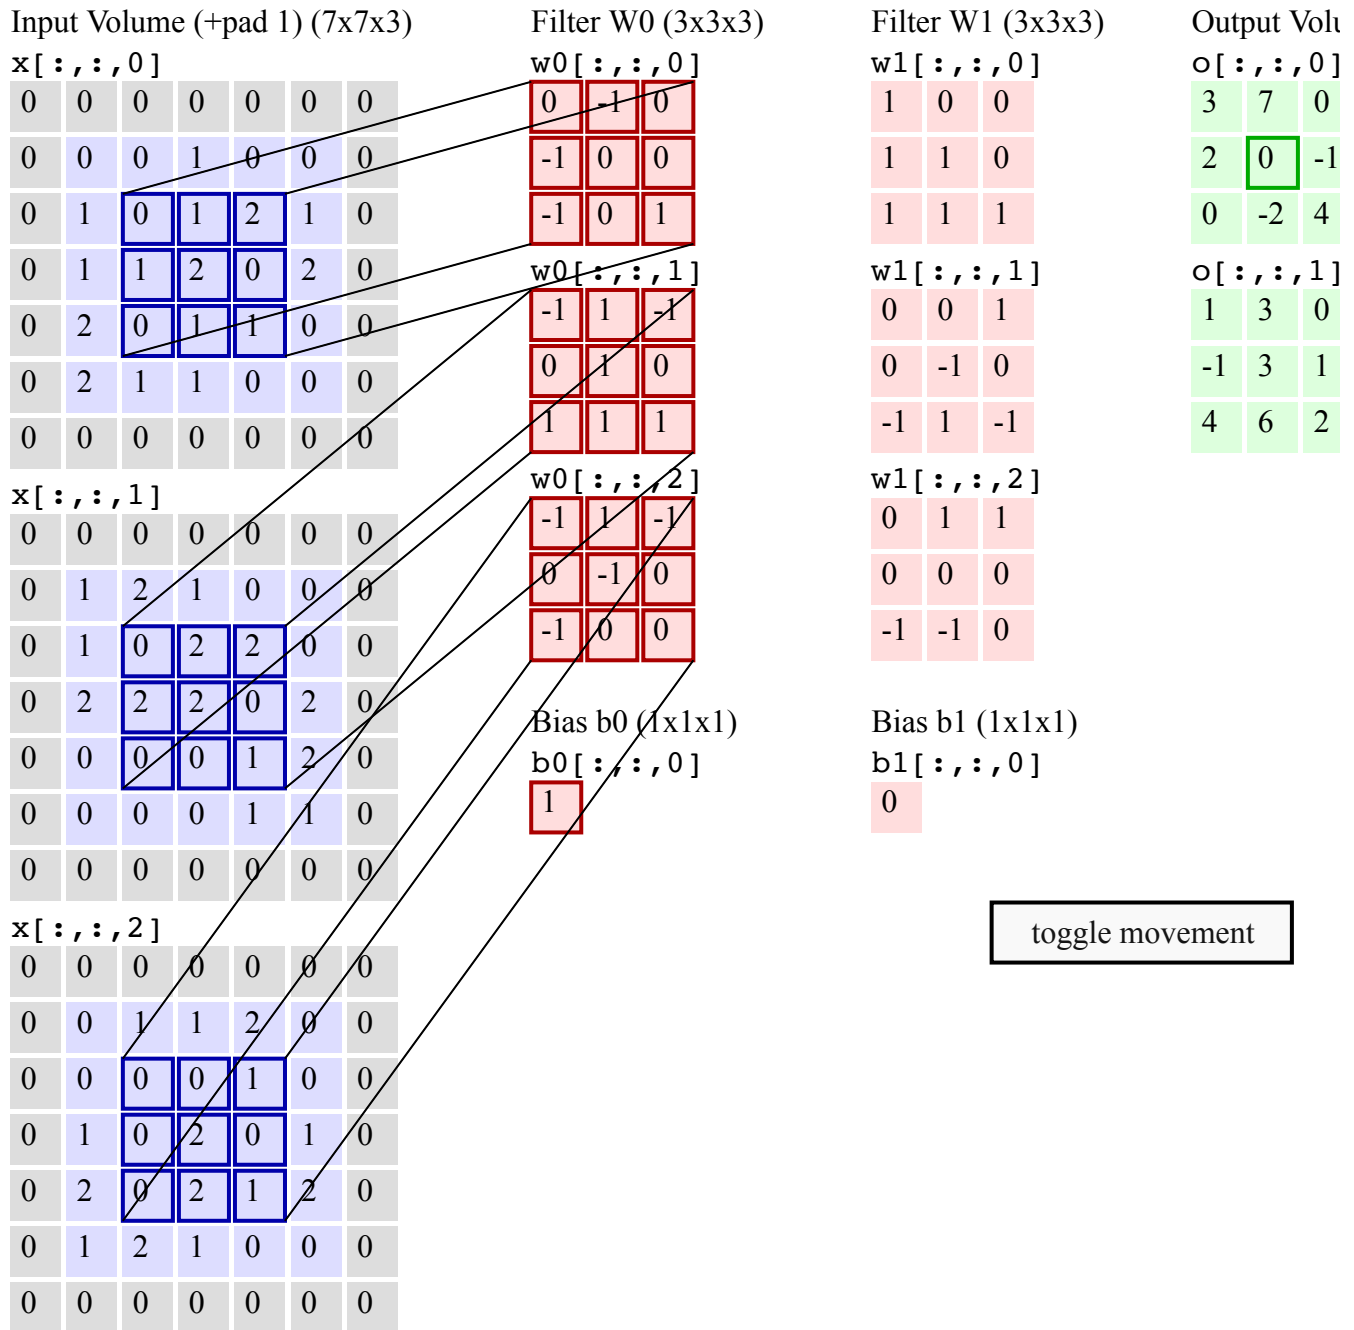 Input Volume (+pad 1) (7x7x3)
x[:,:,0]
0 0 0 0 0 0 0
0 0 0 1 0 0 0
0 1 0 1 2 1 0
0 1 1 2 0 2 0
0 2 0 1 1 0 0
0 2 1 1 0 0 0
0 0 0 0 0 0 0
x[:,:,1]
0 0 0 0 0 0 0
0 1 2 1 0 0 0
0 1 0 2 2 0 0
0 2 2 2 0 2 0
0 0 0 0 1 2 0
0 0 0 0 1 1 0
0 0 0 0 0 0 0
x[:,:,2]
0 0 0 0 0 0 0
0 0 1 1 2 0 0
0 0 0 0 1 0 0
0 1 0 2 0 1 0
0 2 0 2 1 2 0
0 1 2 1 0 0 0
0 0 0 0 0 0 0
Filter W0 (3x3x3)
w0[:,:,0]
0 -1 0
-1 0 0
-1 0 1
w0[:,:,1]
-1 1 -1
0 1 0
1 1 1
w0[:,:,2]
-1 1 -1
0 -1 0
-1 0 0
Bias b0 (1x1x1)
b0[:,:,0]
1
Filter W1 (3x3x3)
w1[:,:,0]
1 0 0
1 1 0
1 1 1
w1[:,:,1]
0 0 1
0 -1 0
-1 1 -1
w1[:,:,2]
0 1 1
0 0 0
-1 -1 0
Bias b1 (1x1x1)
b1[:,:,0]
0
Output
o[:,:,0]
3 7 0
2 0 -1
0 -2 4
o[:,:,1]
1 3 0
-1 3 1
4 6 2
toggle movement